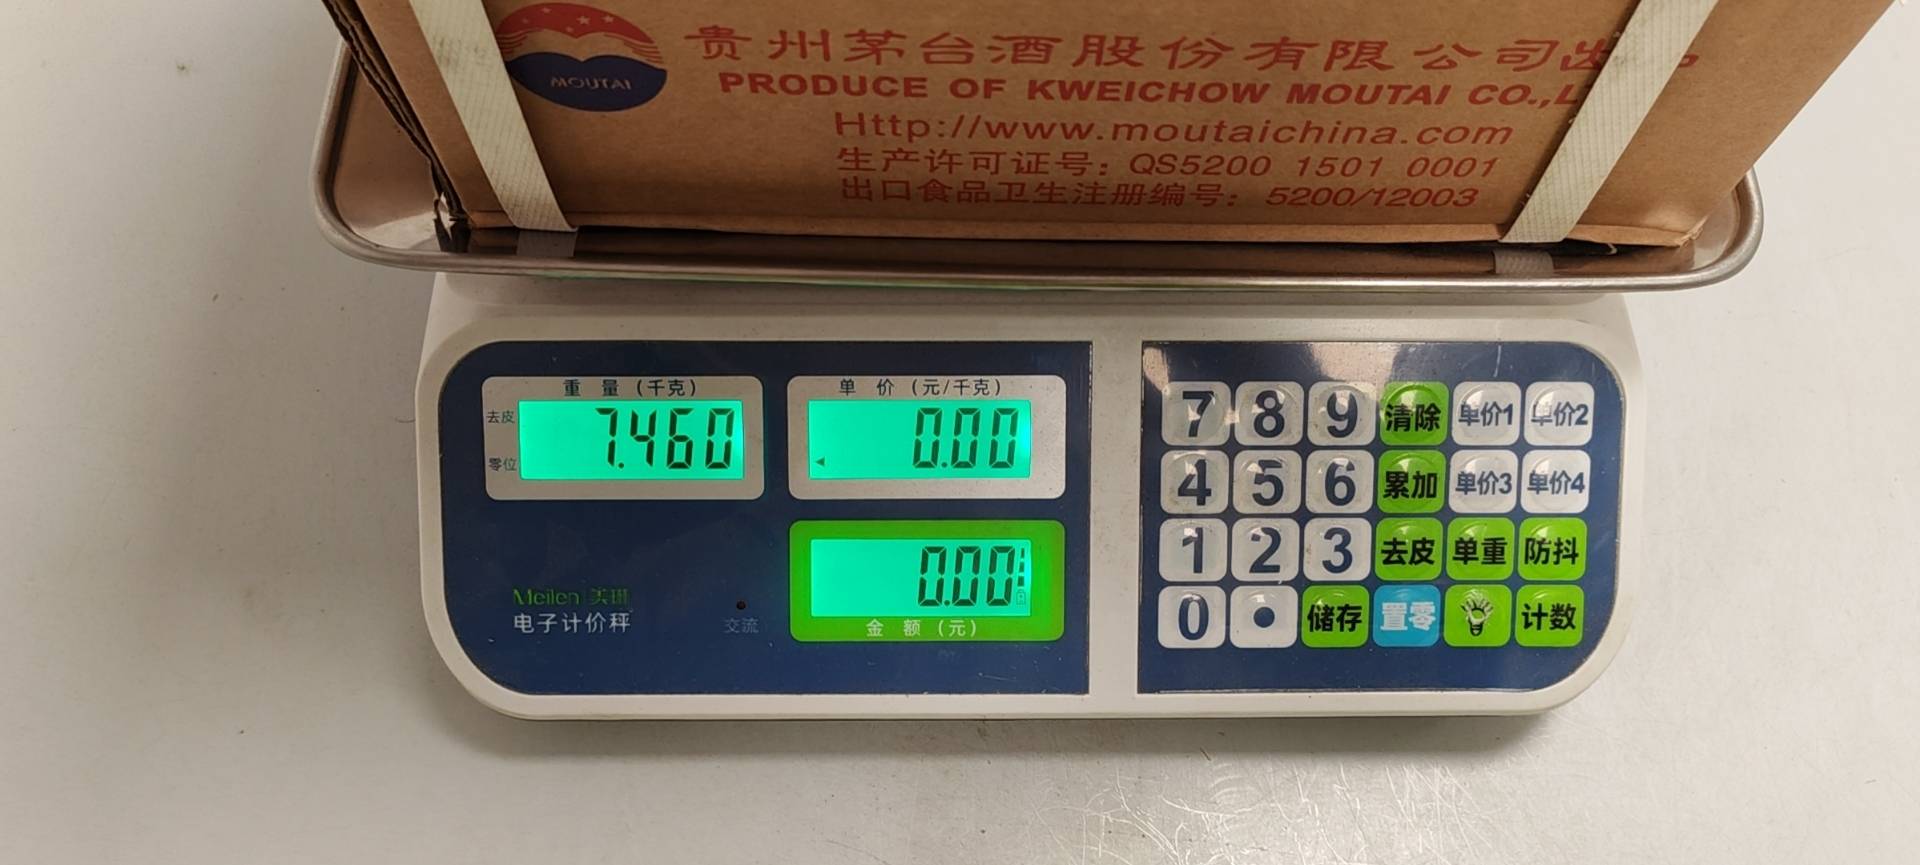 MOUTAI
贵州茅台酒股份有限公司出
PRODUCE OF KWEICHOW MOUTAI CO.,L
Http://www.moutaichina.com
生产许可证号：QS5200 1501 0001
出口食品卫生注册编号：5200/12003
重 量（千克）
去皮
零位
7.460
单 价（元/千克）
0.00
0.00
金 额（元）
Meilen 美琳
电子计价秤
交流
7 8 9 清除 单价1 单价2
4 5 6 累加 单价3 单价4
1 2 3 去皮 单重 防抖
0 • 储存 置零 计数